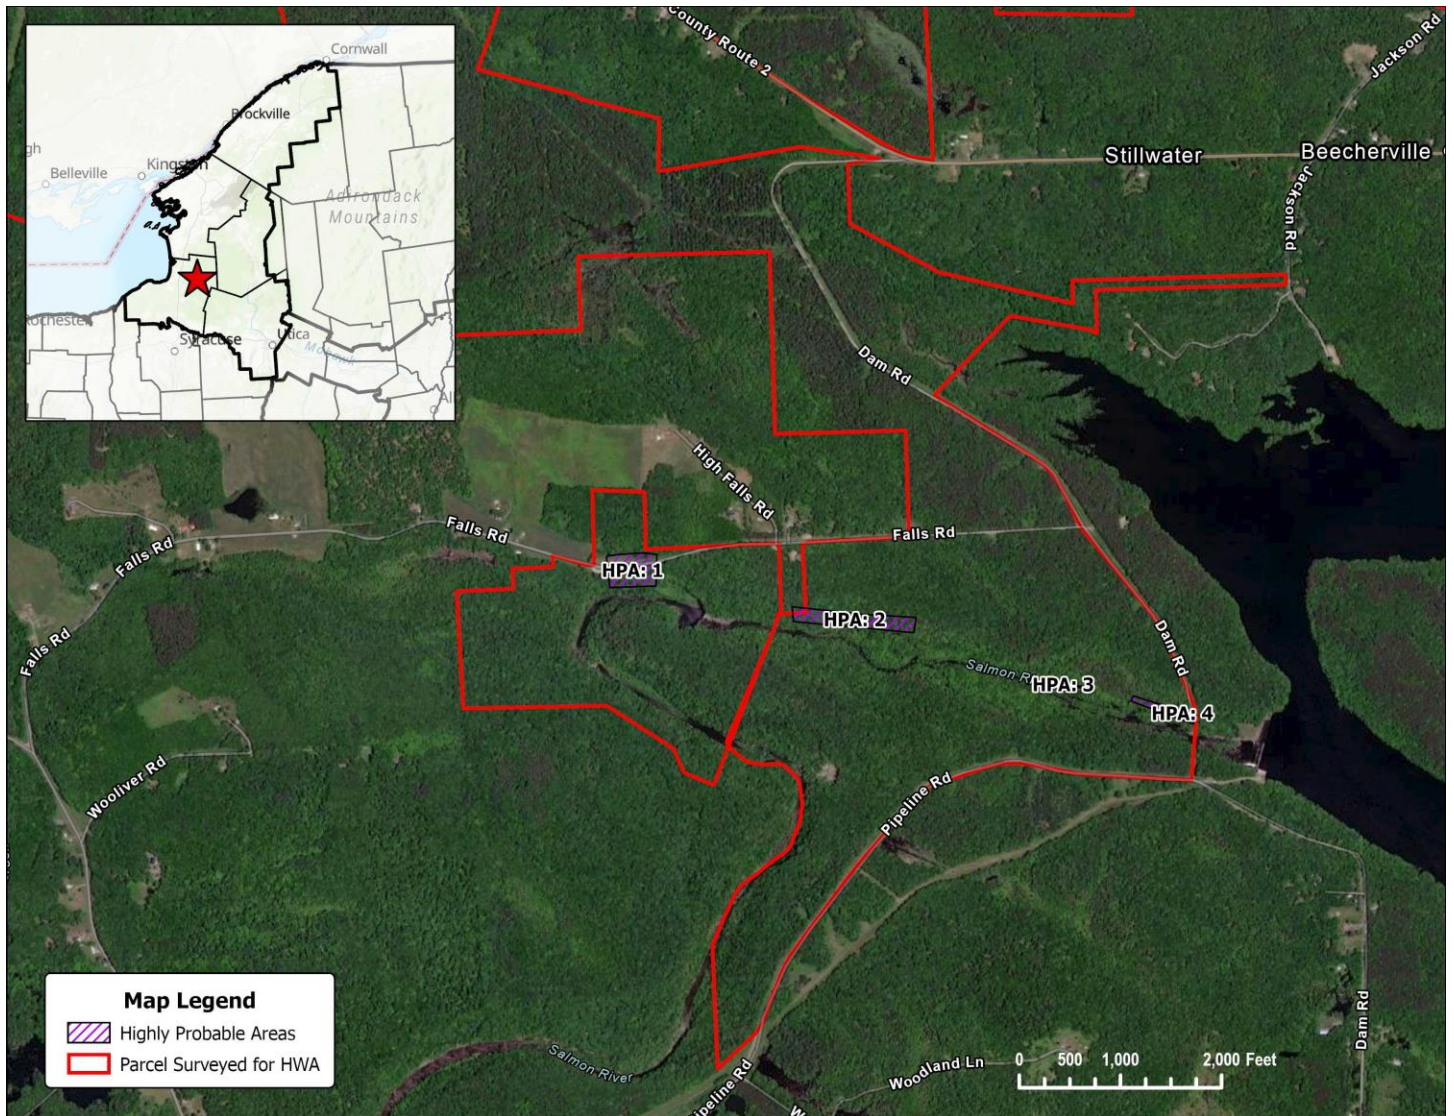 Cornwall
Brockville
gh
Belleville
Kingston
Adirondack
Mountains
Rochester
Syracuse
Utica
Mohawk
Al
County Route 2
Jackson Rd
Stillwater
Beecherville
Jackson Rd
Dam Rd
High Falls Rd
Falls Rd
Falls Rd
Falls Rd
Falls Rd
HPA: 1
HPA: 2
Salmon
HPA: 3
HPA: 4
Dam Rd
Wooliver Rd
Pipeline Rd
Map Legend
Highly Probable Areas
Parcel Surveyed for HWA
Salmon River
Pipeline Rd
Woodland Ln
Dam Rd
0 500 1,000 2,000 Feet
W